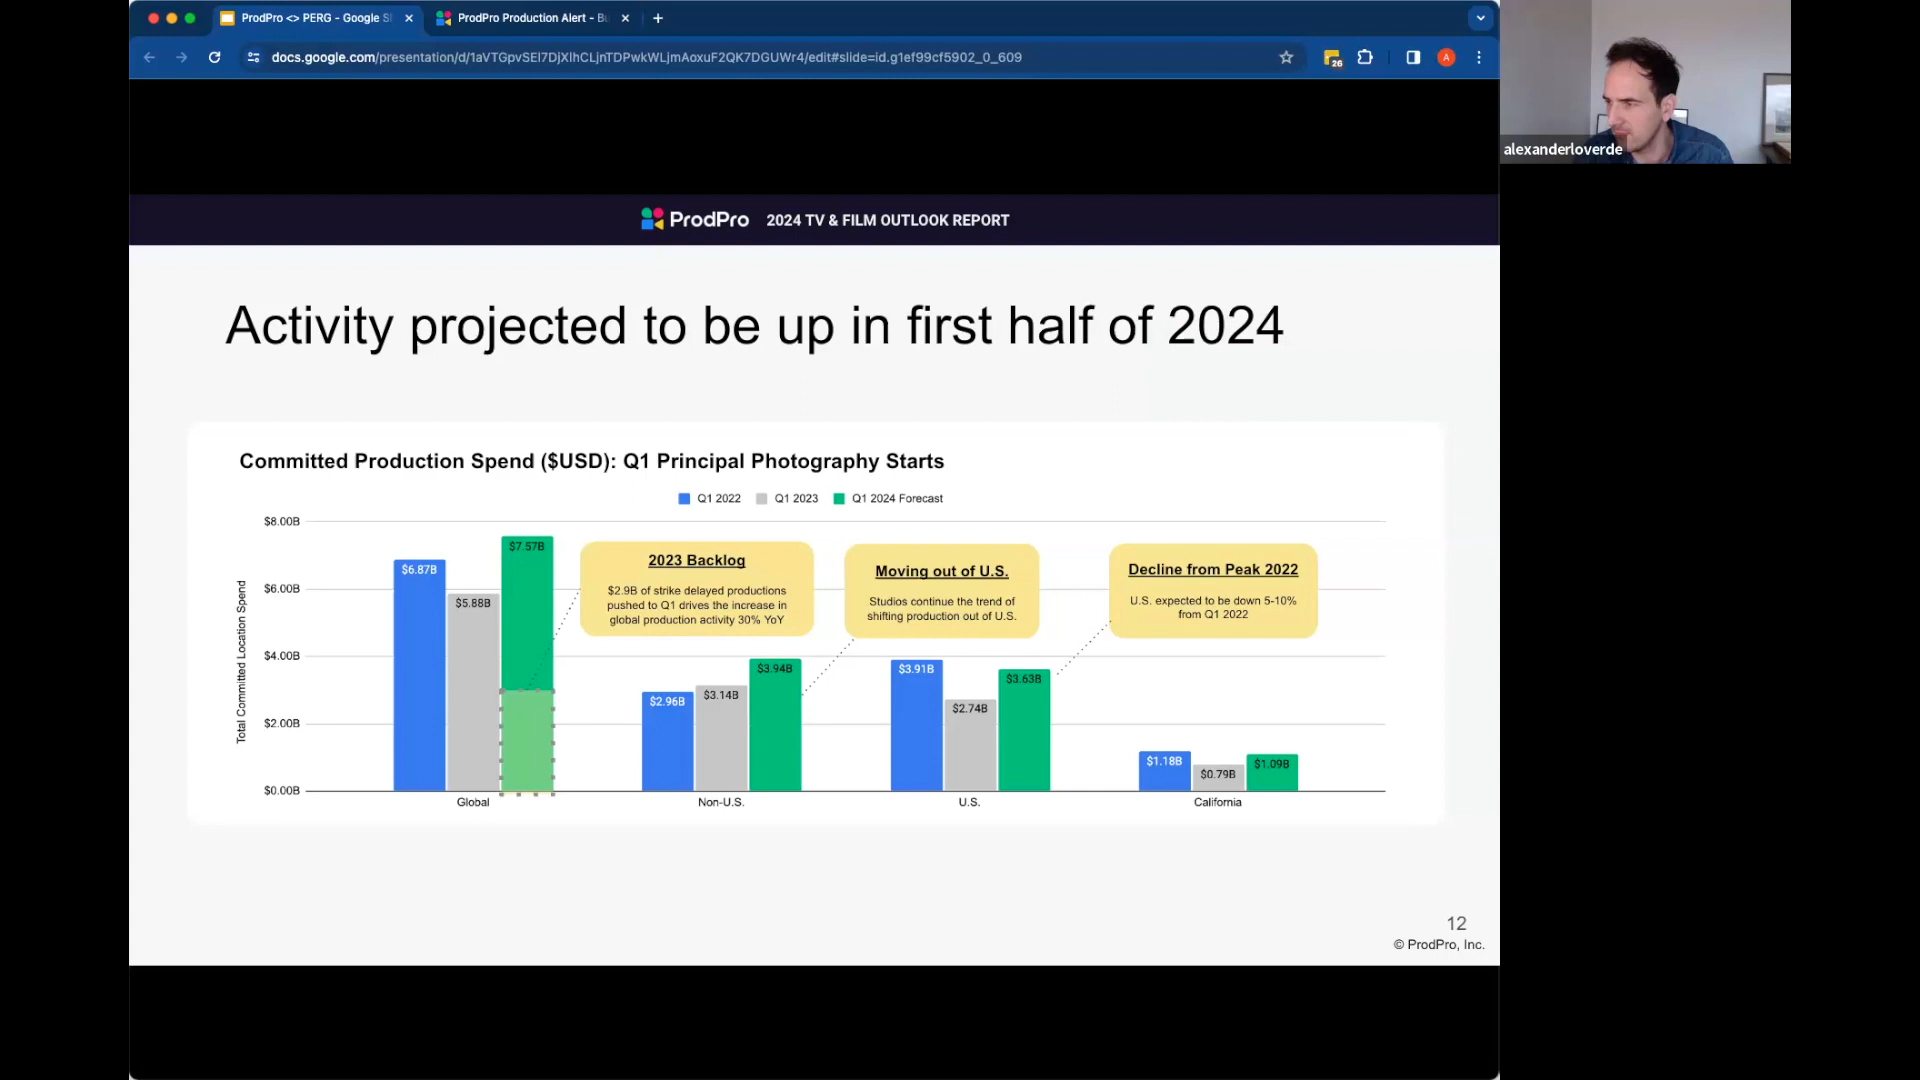 ProdPro <> PERG - Google Sl
ProdPro Production Alert - Bu
docs.google.com/presentation/d/1aVTGpvSEl7DjXIhCLjnTDPwkWLjmAoxuF2QK7DGUWr4/edit#slide=id.g1ef99cf5902_0_609
26
A
alexanderloverde
ProdPro 2024 TV & FILM OUTLOOK REPORT
Activity projected to be up in first half of 2024
Committed Production Spend ($USD): Q1 Principal Photography Starts
Q1 2022 Q1 2023 Q1 2024 Forecast
Total Committed Location Spend
$8.00B
$6.00B
$4.00B
$2.00B
$0.00B
$6.87B
$5.88B
$7.57B
2023 Backlog
$2.9B of strike delayed productions
pushed to Q1 drives the increase in
global production activity 30% YoY
$2.96B
$3.14B
$3.94B
Moving out of U.S.
Studios continue the trend of
shifting production out of U.S.
$3.91B
$2.74B
$3.63B
Decline from Peak 2022
U.S. expected to be down 5-10%
from Q1 2022
$1.18B
$0.79B
$1.09B
Global
Non-U.S.
U.S.
California
12
© ProdPro, Inc.